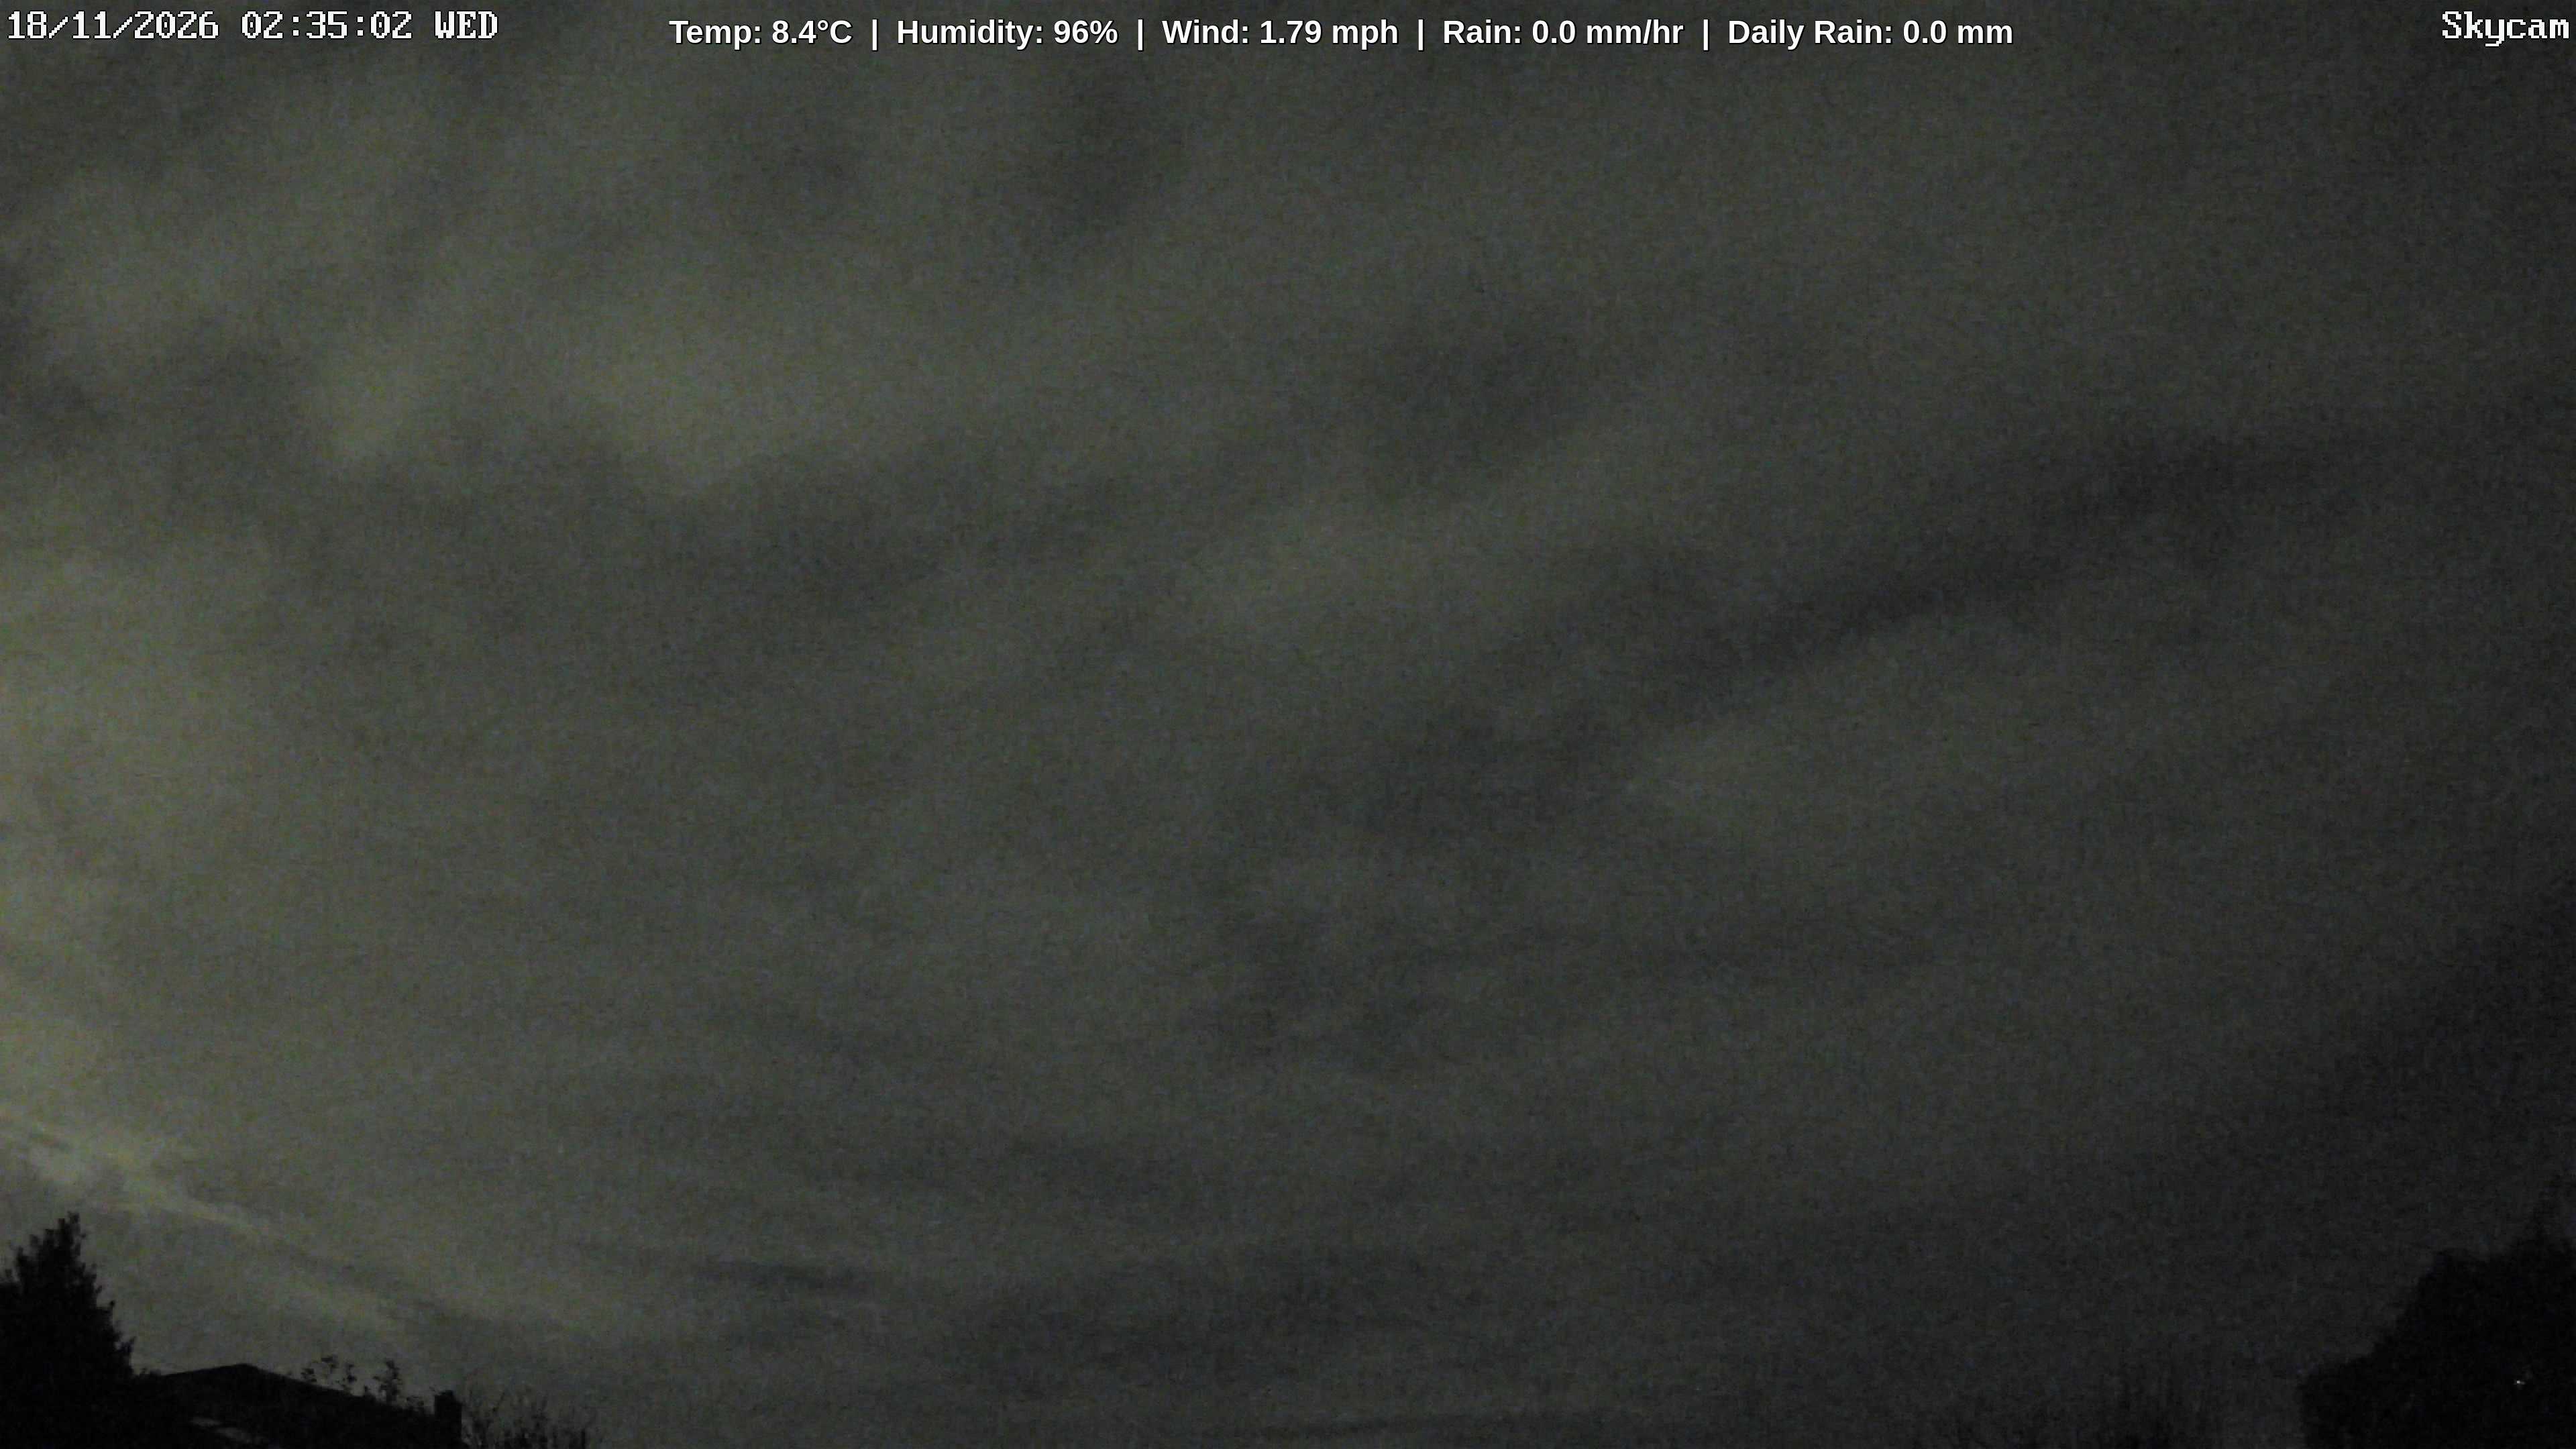 18/11/2026 02:35:02 WED
Temp: 8.4°C | Humidity: 96% | Wind: 1.79 mph | Rain: 0.0 mm/hr | Daily Rain: 0.0 mm
Skycam